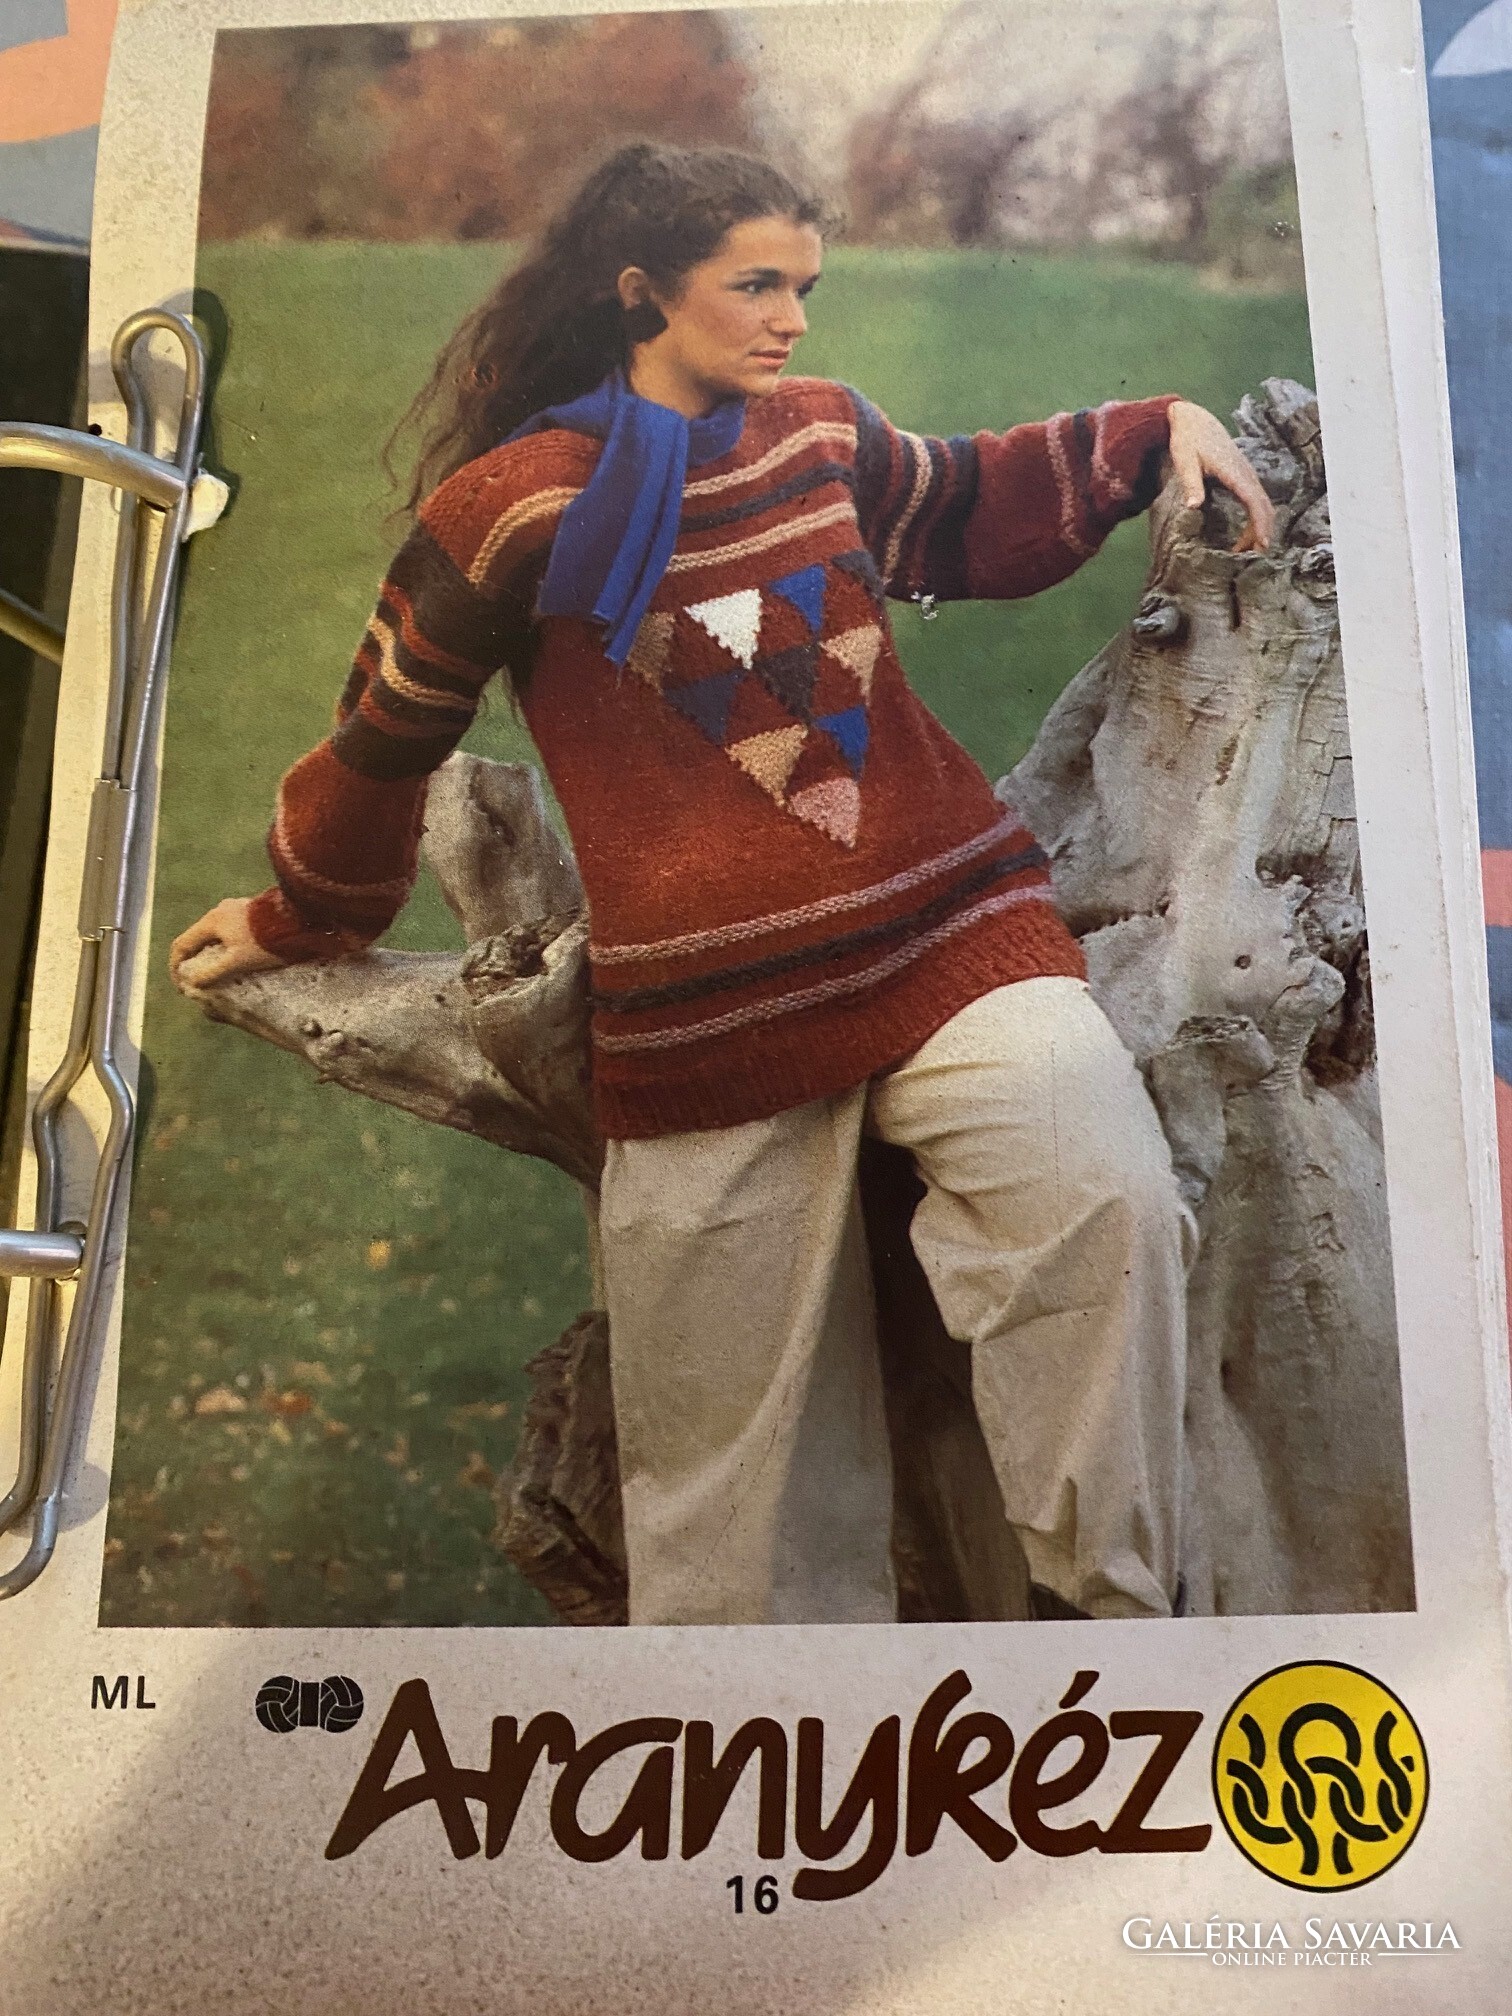 ML
Aranykéz
16
GALÉRIA SAVARIA
ONLINE PIACTÉR